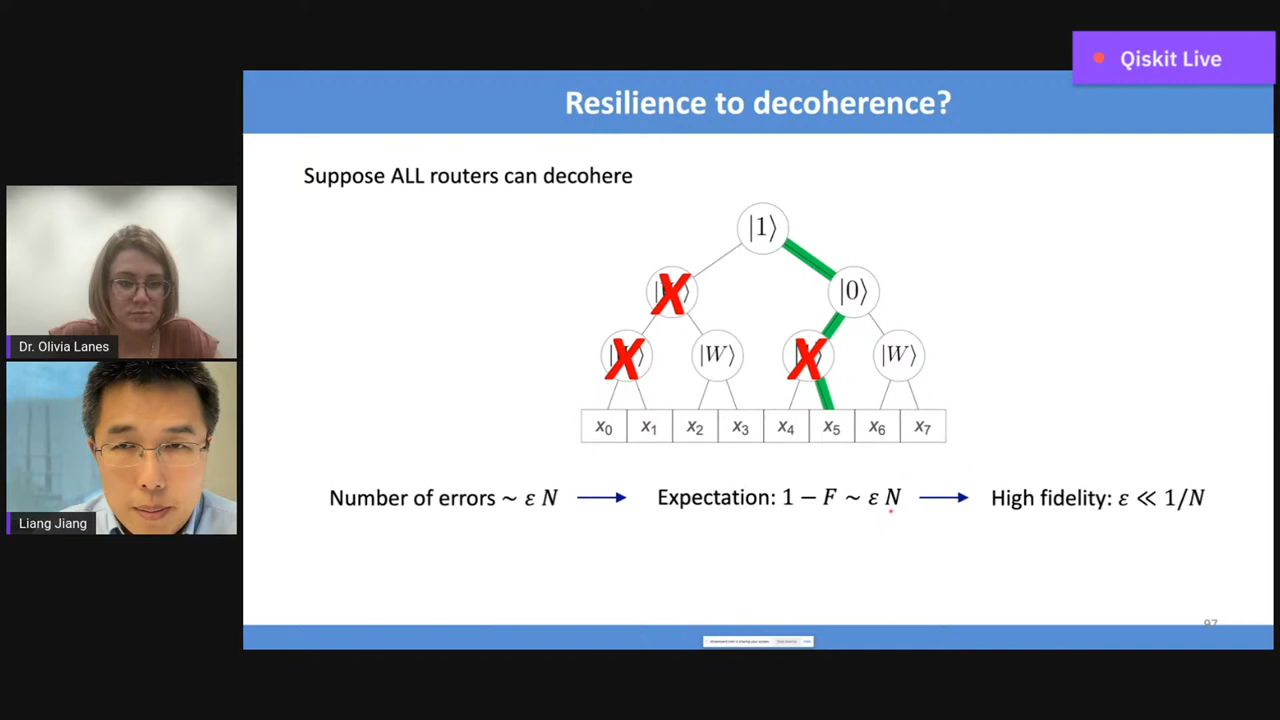 Qiskit Live
Resilience to decoherence?
Suppose ALL routers can decohere
|1⟩
|0⟩
X
X |W⟩ X |W⟩
x₀ x₁ x₂ x₃ x₄ x₅ x₆ x₇
Number of errors ~ ε N → Expectation: 1 − F ~ ε N → High fidelity: ε ≪ 1/N
Dr. Olivia Lanes
Liang Jiang
97